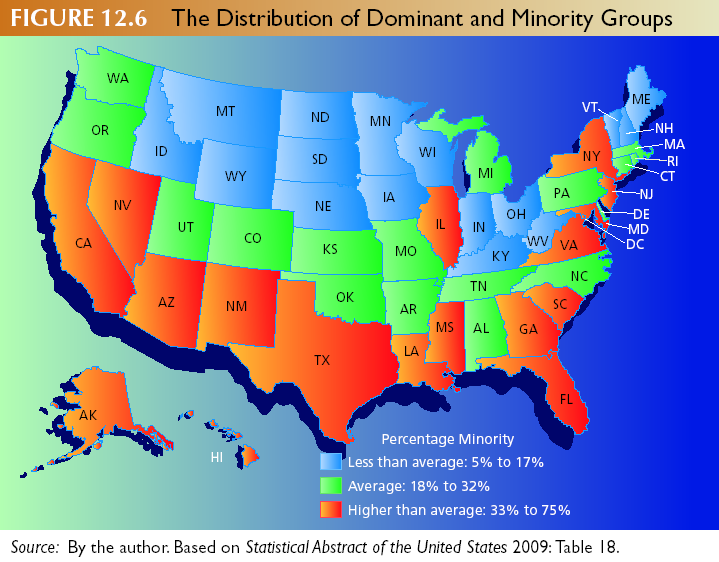 FIGURE 12.6 The Distribution of Dominant and Minority Groups
WA
MT
ND
MN
VT
ME
OR
ID
SD
WI
MI
NY
NH
MA
RI
CT
WY
NE
IA
PA
NJ
NV
UT
CO
KS
MO
IL
IN
OH
WV
VA
DE
MD
DC
CA
KY
AZ
NM
OK
AR
TN
NC
SC
TX
LA
MS
AL
GA
FL
AK
HI
Percentage Minority
Less than average: 5% to 17%
Average: 18% to 32%
Higher than average: 33% to 75%
Source: By the author. Based on Statistical Abstract of the United States 2009: Table 18.